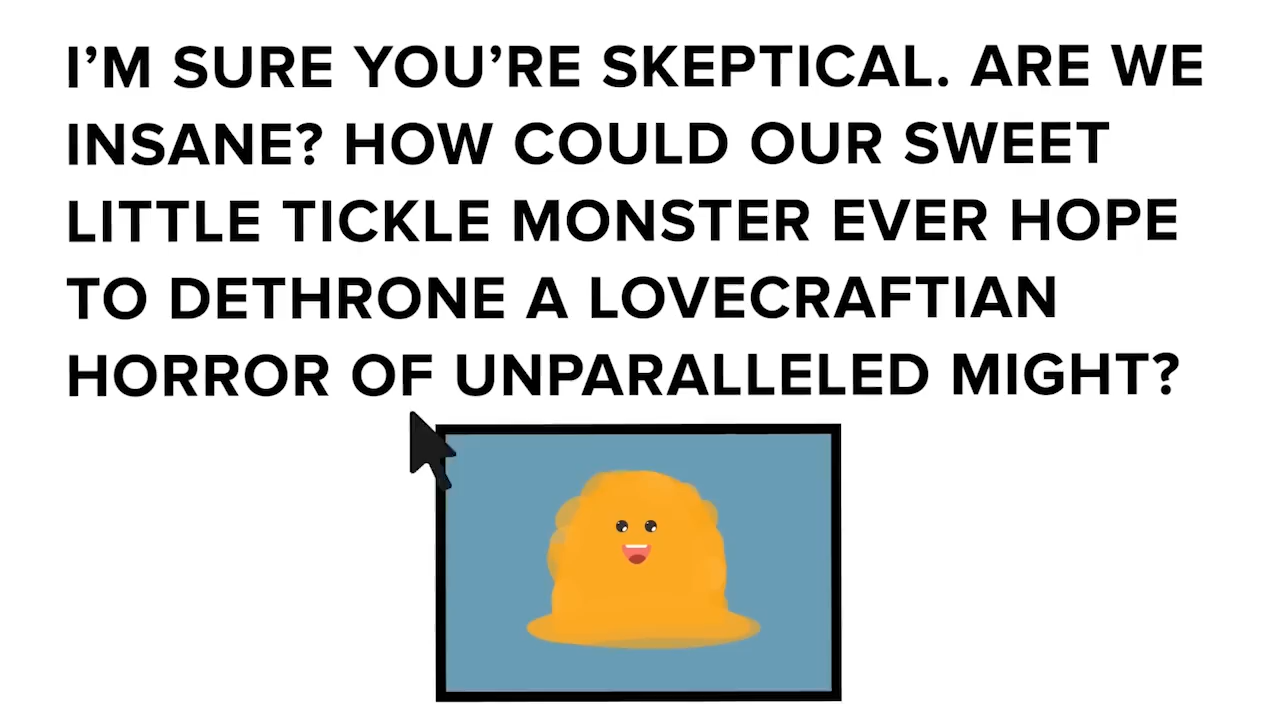 I’M SURE YOU’RE SKEPTICAL. ARE WE
INSANE? HOW COULD OUR SWEET
LITTLE TICKLE MONSTER EVER HOPE
TO DETHRONE A LOVECRAFTIAN
HORROR OF UNPARALLELED MIGHT?